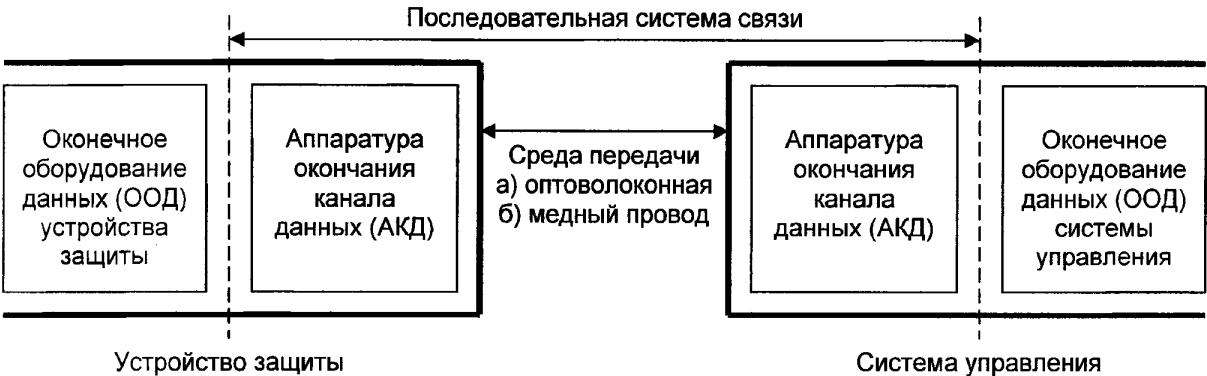 Последовательная система связи
Оконечное
оборудование
данных (ООД)
устройства
защиты
Аппаратура
окончания
канала
данных (АКД)
Среда передачи
а) оптоволоконная
б) медный провод
Аппаратура
окончания
канала
данных (АКД)
Оконечное
оборудование
данных (ООД)
системы
управления
Устройство защиты
Система управления